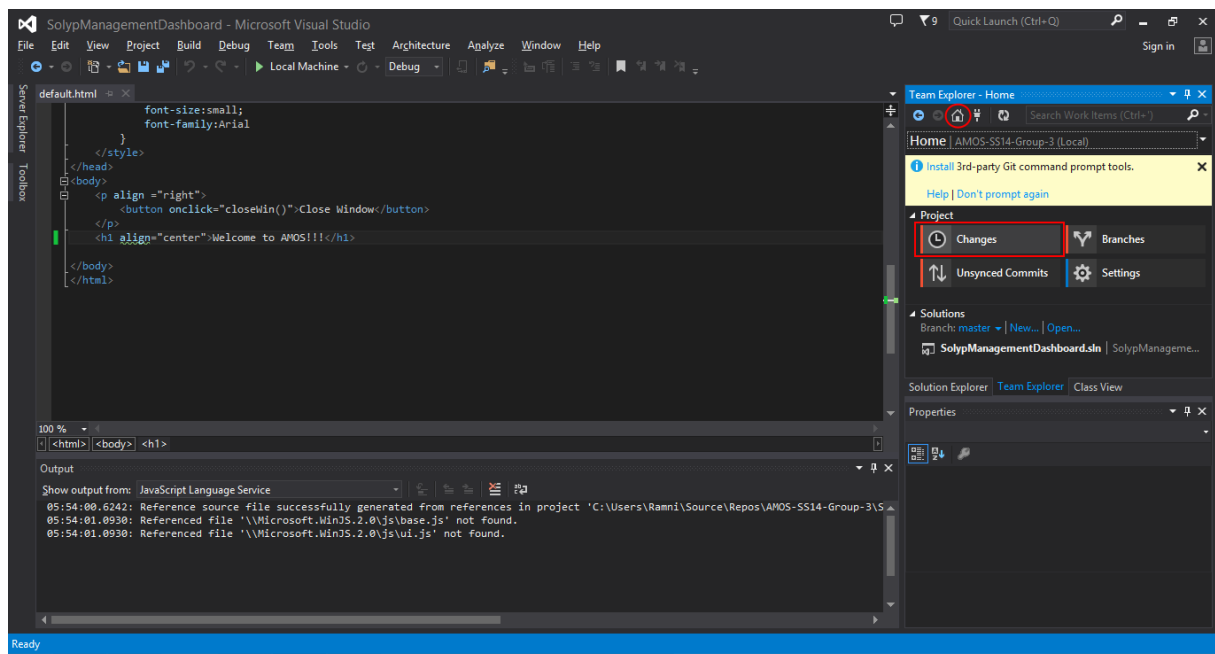 SolypManagementDashboard - Microsoft Visual Studio
9
Quick Launch (Ctrl+Q)
File Edit View Project Build Debug Team Tools Test Architecture Analyze Window Help
Sign in
Local Machine
Debug
Server Explorer
Toolbox
default.html
font-size:small;
font-family:Arial
}
</style>
</head>
<body>
<p align ="right">
<button onclick="closeWin()">Close Window</button>
</p>
<h1 align="center">Welcome to AMOS!!!</h1>
</body>
</html>
100 %
<html> <body> <h1>
Output
Show output from: JavaScript Language Service
05:54:00.6242: Reference source file successfully generated from references in project 'C:\Users\Ramni\Source\Repos\AMOS-SS14-Group-3\S
05:54:01.0930: Referenced file '\\Microsoft.WinJS.2.0\js\base.js' not found.
05:54:01.0930: Referenced file '\\Microsoft.WinJS.2.0\js\ui.js' not found.
Team Explorer - Home
Search Work Items (Ctrl+')
Home | AMOS-SS14-Group-3 (Local)
Install 3rd-party Git command prompt tools.
Help | Don't prompt again
Project
Changes
Branches
Unsynced Commits
Settings
Solutions
Branch: master | New... | Open...
SolypManagementDashboard.sln | SolypManageme...
Solution Explorer Team Explorer Class View
Properties
Ready